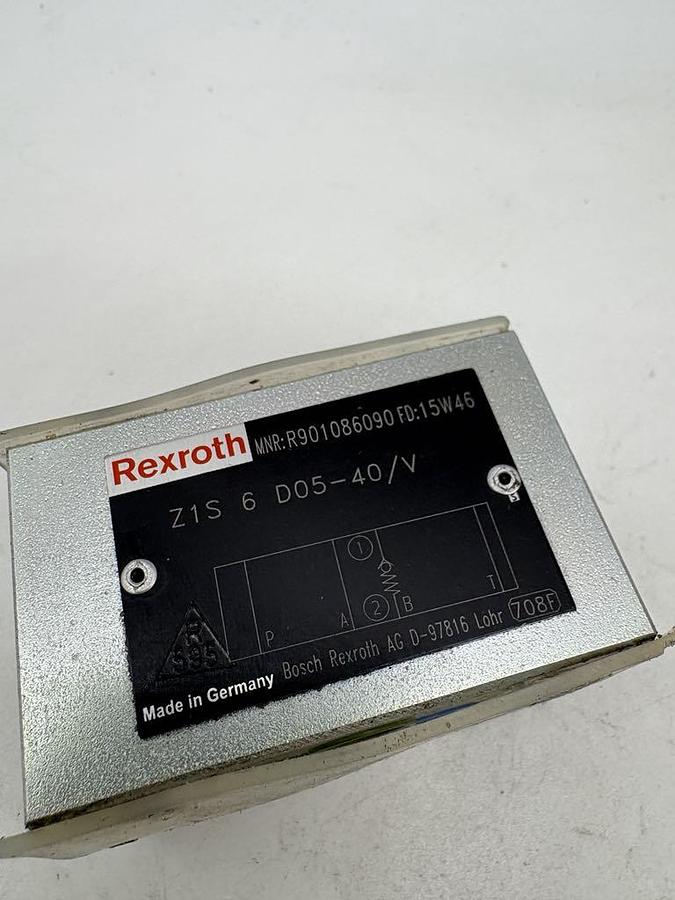 Rexroth MNR: R901086090 FD: 15W46
Z1S 6 D05-40/V
1
2
P A B T
Made in Germany Bosch Rexroth AG D-97816 Lohr 708F